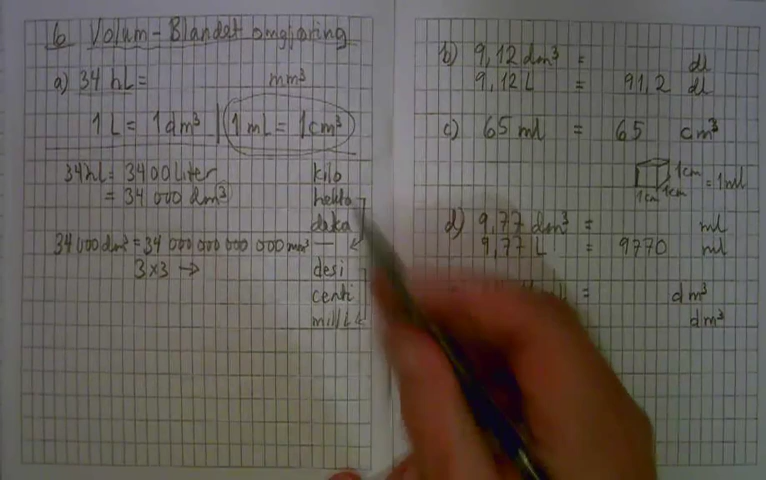 6 Volum - Blandet omgjøring
a) 34 hL = mm³
1 L = 1 dm³ | 1 mL = 1 cm³
34 hl = 3400 Liter
= 34 000 dm³
34 000 dm³ = 34 000 000 000 000 mm³
3×3 →
kilo
hekto
daka
—
desi
centi
milli
b) 9,12 dm³ = dl
9,12 L = 91,2 dl
c) 65 ml = 65 cm³
1cm
1cm 1cm = 1ml
d) 9,77 dm³ = ml
9,77 L = 9770 ml
= dm³
dm³